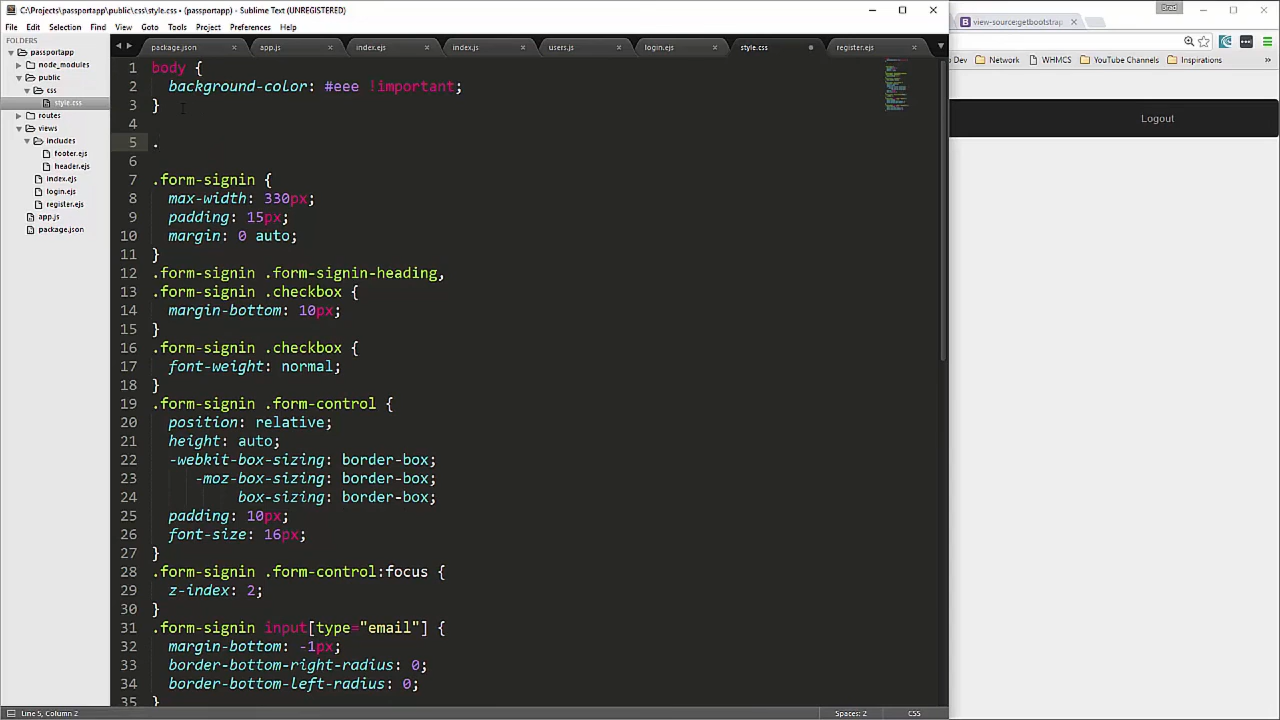 C:\Projects\passportapp\public\css\style.css • (passportapp) - Sublime Text (UNREGISTERED)
File Edit Selection Find View Goto Tools Project Preferences Help
FOLDERS
passportapp
node_modules
public
css
style.css
routes
views
includes
footer.ejs
header.ejs
index.ejs
login.ejs
register.ejs
app.js
package.json
package.json app.js index.ejs index.js users.js login.ejs style.css register.ejs
1 body {
2 background-color: #eee !important;
3 }
4
5 .
6
7 .form-signin {
8 max-width: 330px;
9 padding: 15px;
10 margin: 0 auto;
11 }
12 .form-signin .form-signin-heading,
13 .form-signin .checkbox {
14 margin-bottom: 10px;
15 }
16 .form-signin .checkbox {
17 font-weight: normal;
18 }
19 .form-signin .form-control {
20 position: relative;
21 height: auto;
22 -webkit-box-sizing: border-box;
23 -moz-box-sizing: border-box;
24 box-sizing: border-box;
25 padding: 10px;
26 font-size: 16px;
27 }
28 .form-signin .form-control:focus {
29 z-index: 2;
30 }
31 .form-signin input[type="email"] {
32 margin-bottom: -1px;
33 border-bottom-right-radius: 0;
34 border-bottom-left-radius: 0;
35 }
Line 5, Column 2 Spaces: 2 CSS
Brad
view-source:getbootstrap
Dev WHMCS YouTube Channels Inspirations
Logout